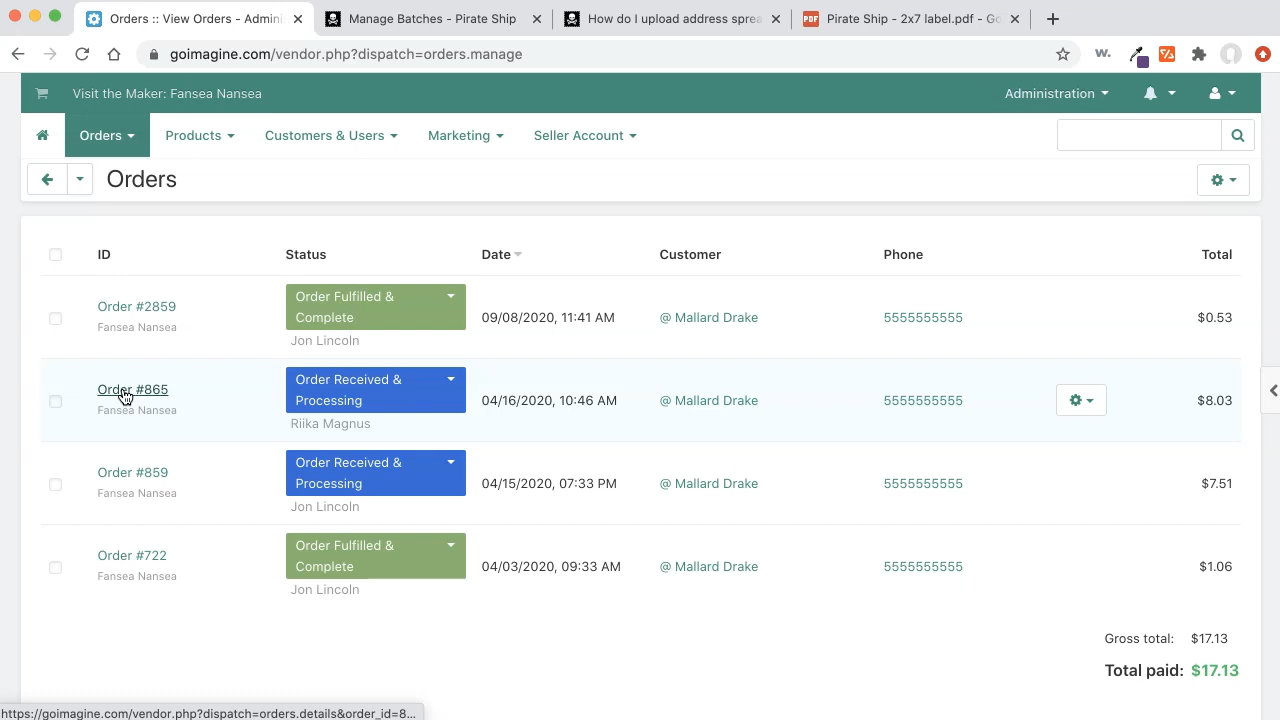 Orders :: View Orders - Admini
Manage Batches - Pirate Ship
How do I upload address sprea
PDF
Pirate Ship - 2x7 label.pdf - Go
goimagine.com/vendor.php?dispatch=orders.manage
W.
Visit the Maker: Fansea Nansea
Administration
Orders
Products
Customers & Users
Marketing
Seller Account
Orders
ID
Status
Date
Customer
Phone
Total
Order #2859
Fansea Nansea
Order Fulfilled &
Complete
Jon Lincoln
09/08/2020, 11:41 AM
@ Mallard Drake
5555555555
$0.53
Order #865
Fansea Nansea
Order Received &
Processing
Riika Magnus
04/16/2020, 10:46 AM
@ Mallard Drake
5555555555
$8.03
Order #859
Fansea Nansea
Order Received &
Processing
Jon Lincoln
04/15/2020, 07:33 PM
@ Mallard Drake
5555555555
$7.51
Order #722
Fansea Nansea
Order Fulfilled &
Complete
Jon Lincoln
04/03/2020, 09:33 AM
@ Mallard Drake
5555555555
$1.06
Gross total: $17.13
Total paid: $17.13
https://goimagine.com/vendor.php?dispatch=orders.details&order_id=8...